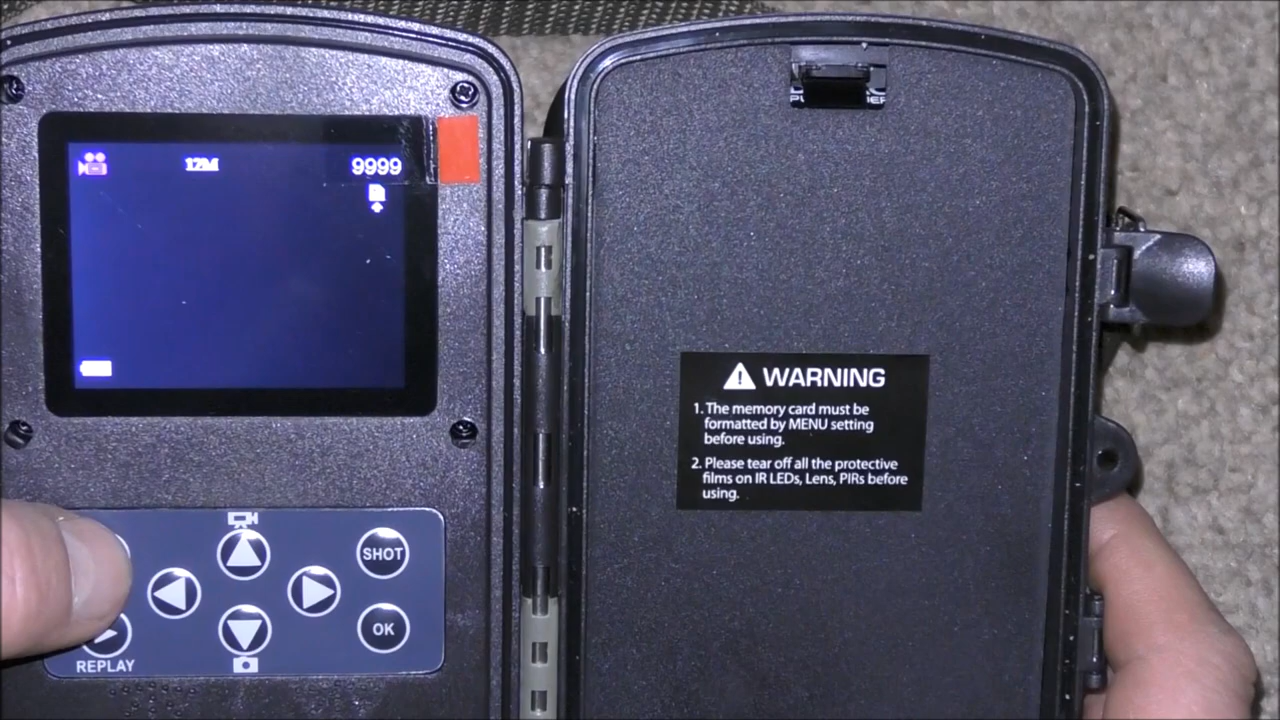 12M
9999
WARNING
1. The memory card must be
formatted by MENU setting
before using.
2. Please tear off all the protective
films on IR LEDs, Lens, PIRs before
using.
SHOT
OK
REPLAY